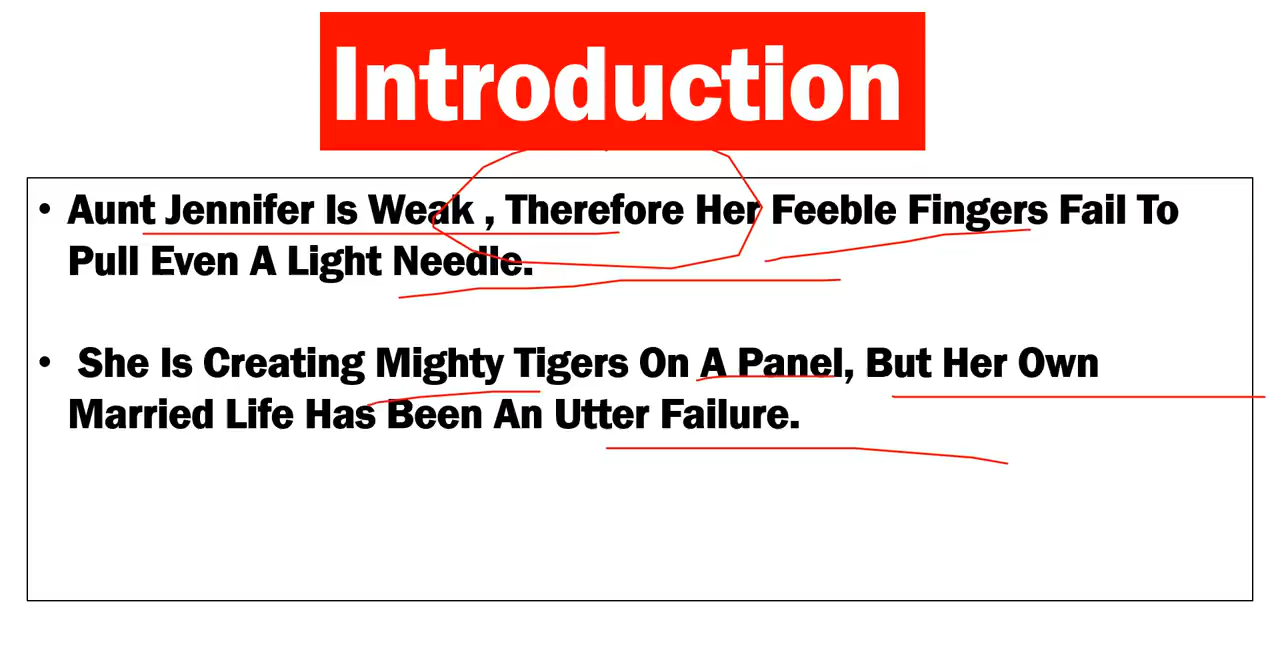 Introduction
• Aunt Jennifer Is Weak , Therefore Her Feeble Fingers Fail To
Pull Even A Light Needle.
• She Is Creating Mighty Tigers On A Panel, But Her Own
Married Life Has Been An Utter Failure.